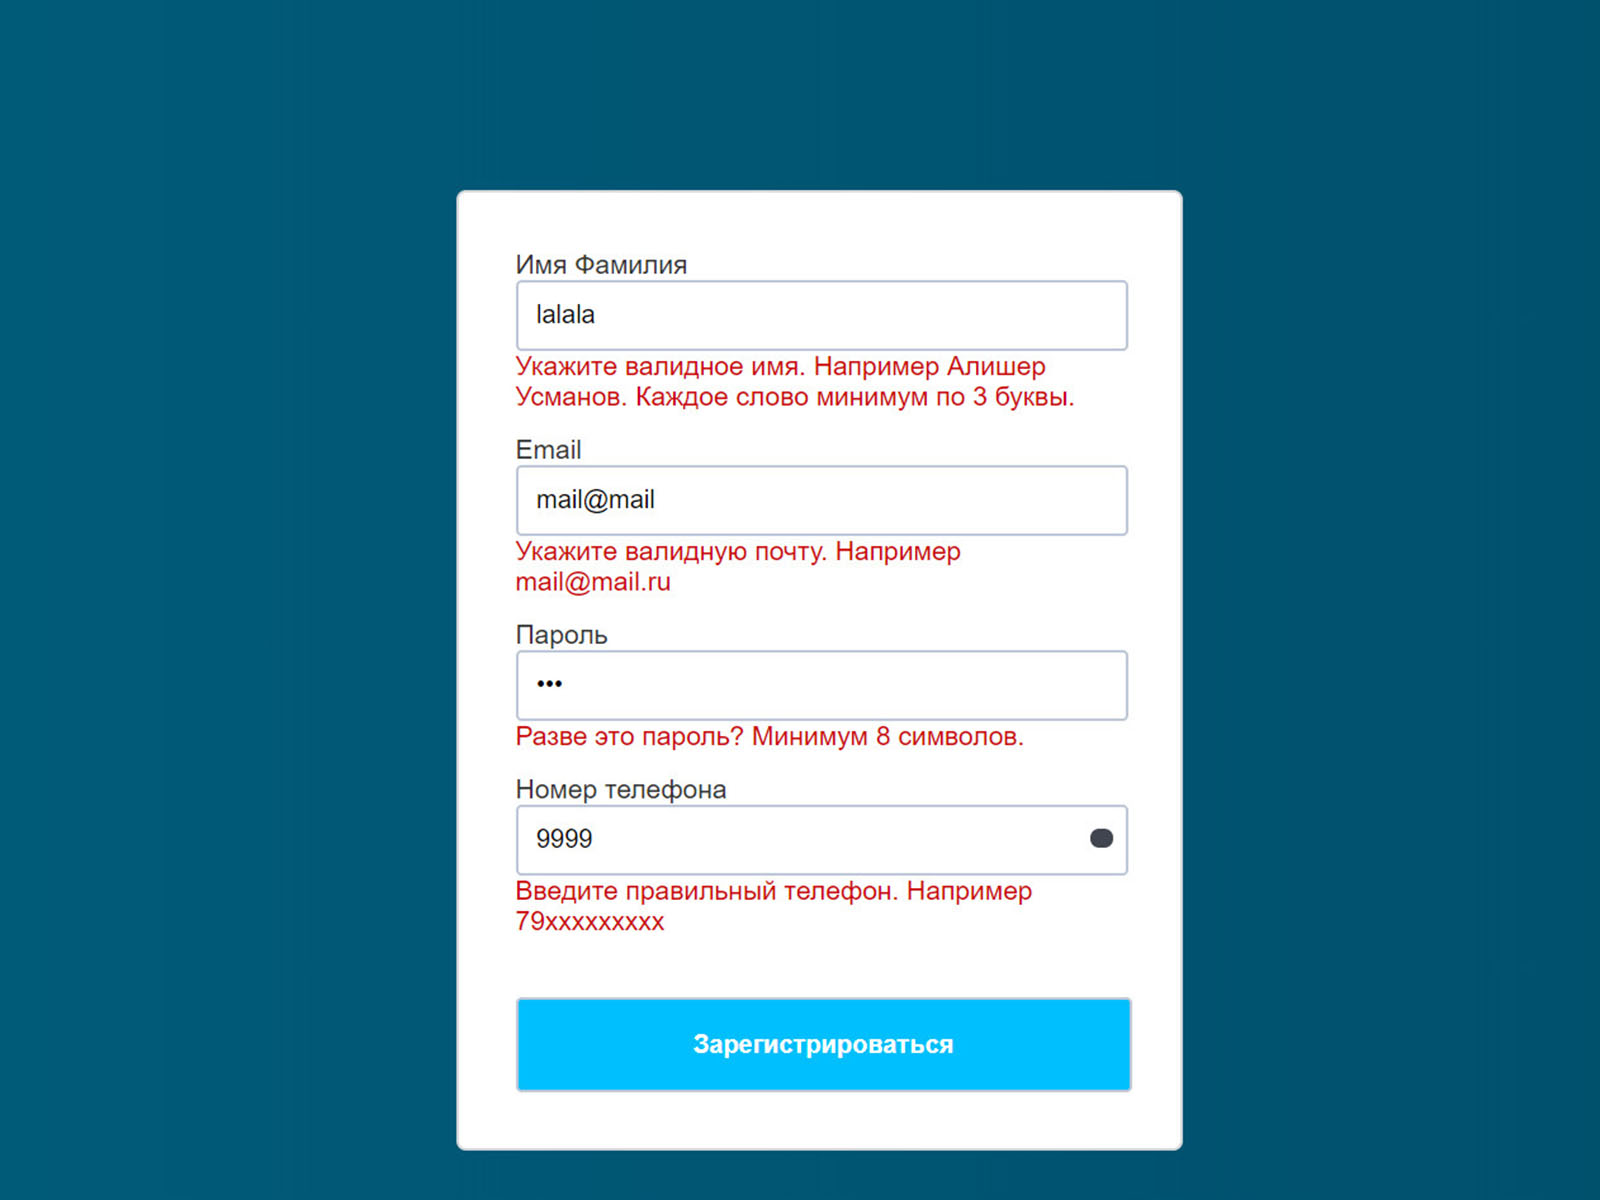 Имя Фамилия
lalala
Укажите валидное имя. Например Алишер
Усманов. Каждое слово минимум по 3 буквы.
Email
mail@mail
Укажите валидную почту. Например
mail@mail.ru
Пароль
•••
Разве это пароль? Минимум 8 символов.
Номер телефона
9999
Введите правильный телефон. Например
79xxxxxxxxx
Зарегистрироваться